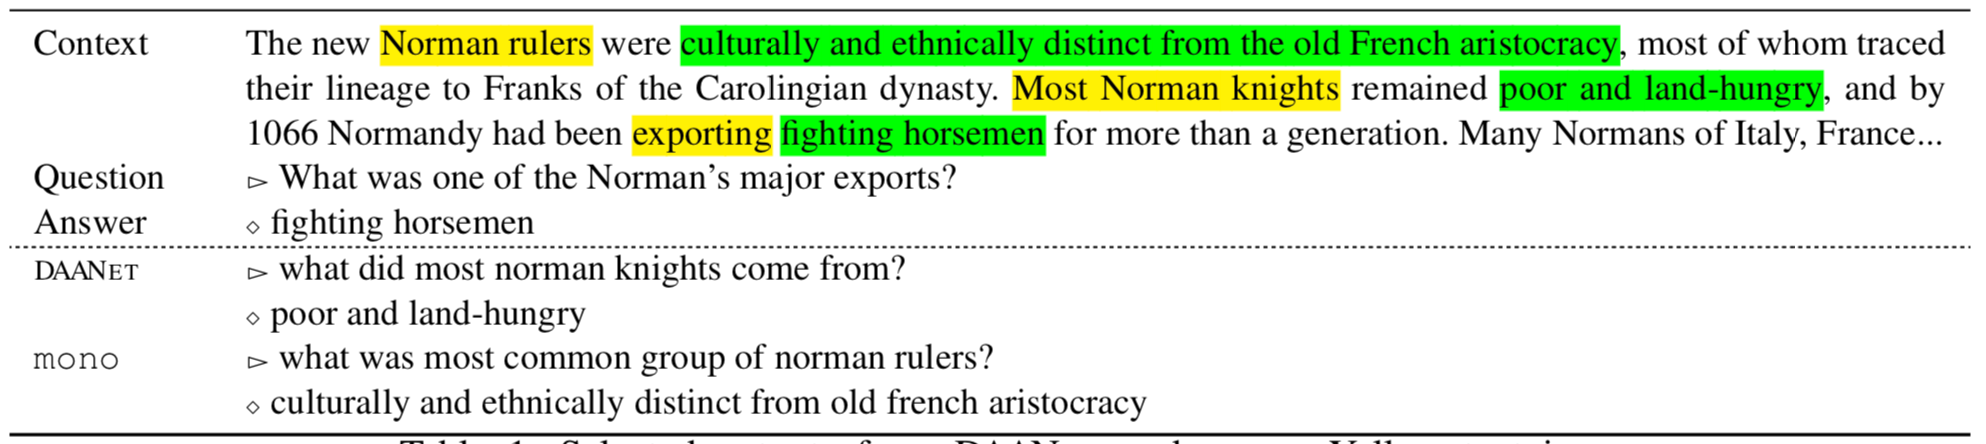 Context The new Norman rulers were culturally and ethnically distinct from the old French aristocracy, most of whom traced
their lineage to Franks of the Carolingian dynasty. Most Norman knights remained poor and land-hungry, and by
1066 Normandy had been exporting fighting horsemen for more than a generation. Many Normans of Italy, France...
Question ▻ What was one of the Norman's major exports?
Answer ⋄ fighting horsemen
DAANET ▻ what did most norman knights come from?
⋄ poor and land-hungry
mono ▻ what was most common group of norman rulers?
⋄ culturally and ethnically distinct from old french aristocracy